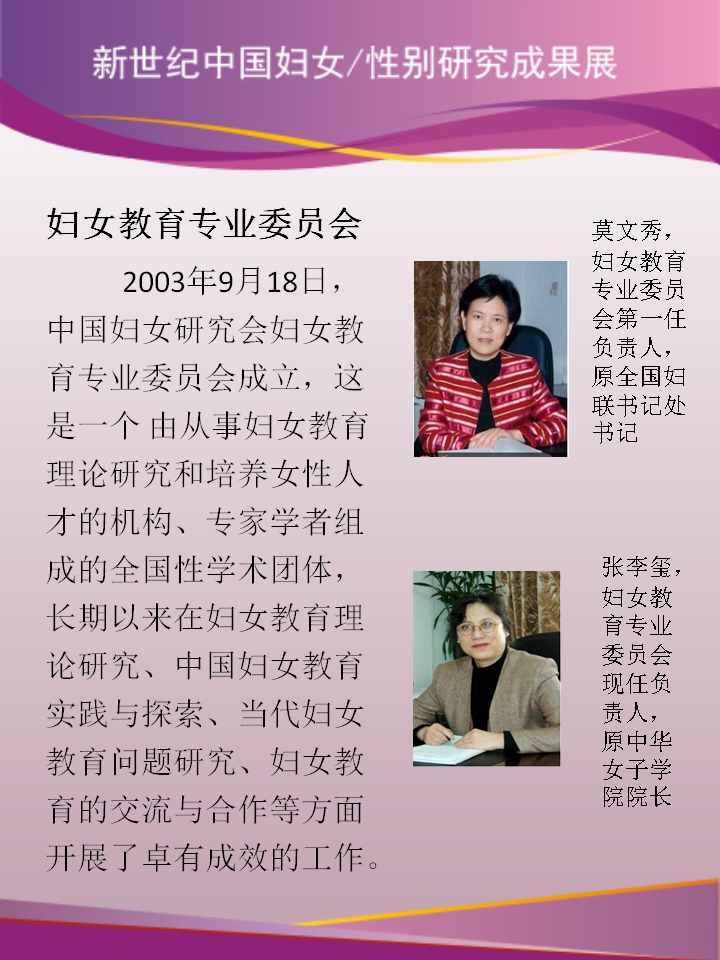 新世纪中国妇女/性别研究成果展
妇女教育专业委员会
2003年9月18日，
中国妇女研究会妇女教
育专业委员会成立，这
是一个 由从事妇女教育
理论研究和培养女性人
才的机构、专家学者组
成的全国性学术团体，
长期以来在妇女教育理
论研究、中国妇女教育
实践与探索、当代妇女
教育问题研究、妇女教
育的交流与合作等方面
开展了卓有成效的工作。
莫文秀，
妇女教育
专业委员
会第一任
负责人，
原全国妇
联书记处
书记
张李玺，
妇女教
育专业
委员会
现任负
责人，
原中华
女子学
院院长